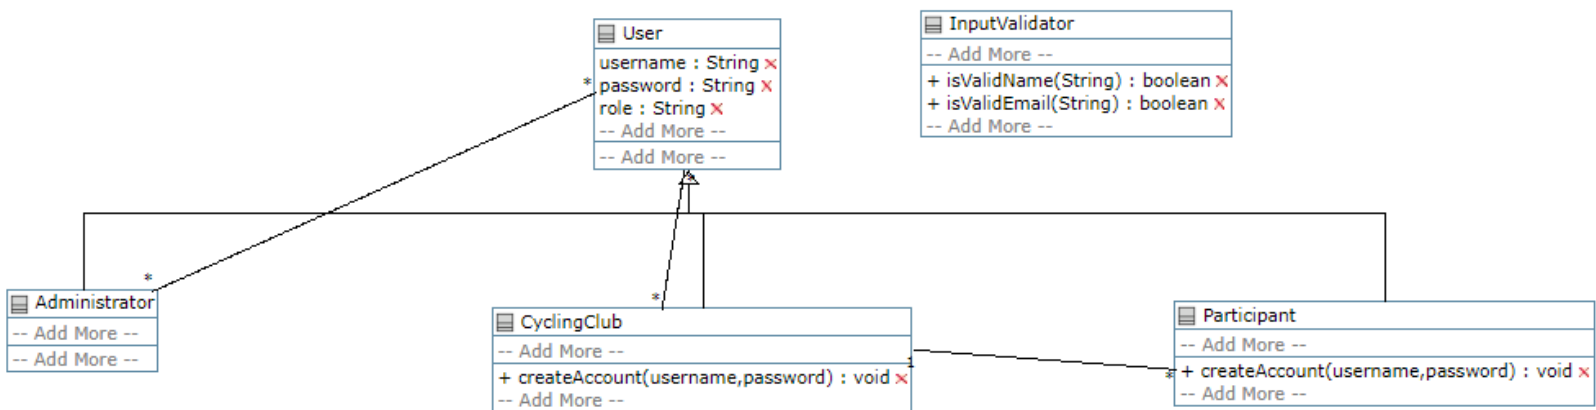 User
username : String
password : String
role : String
-- Add More --
-- Add More --
InputValidator
-- Add More --
+ isValidName(String) : boolean
+ isValidEmail(String) : boolean
-- Add More --
*
*
*
*
Administrator
-- Add More --
-- Add More --
CyclingClub
-- Add More --
+ createAccount(username,password) : void
-- Add More --
1
*
Participant
-- Add More --
+ createAccount(username,password) : void
-- Add More --